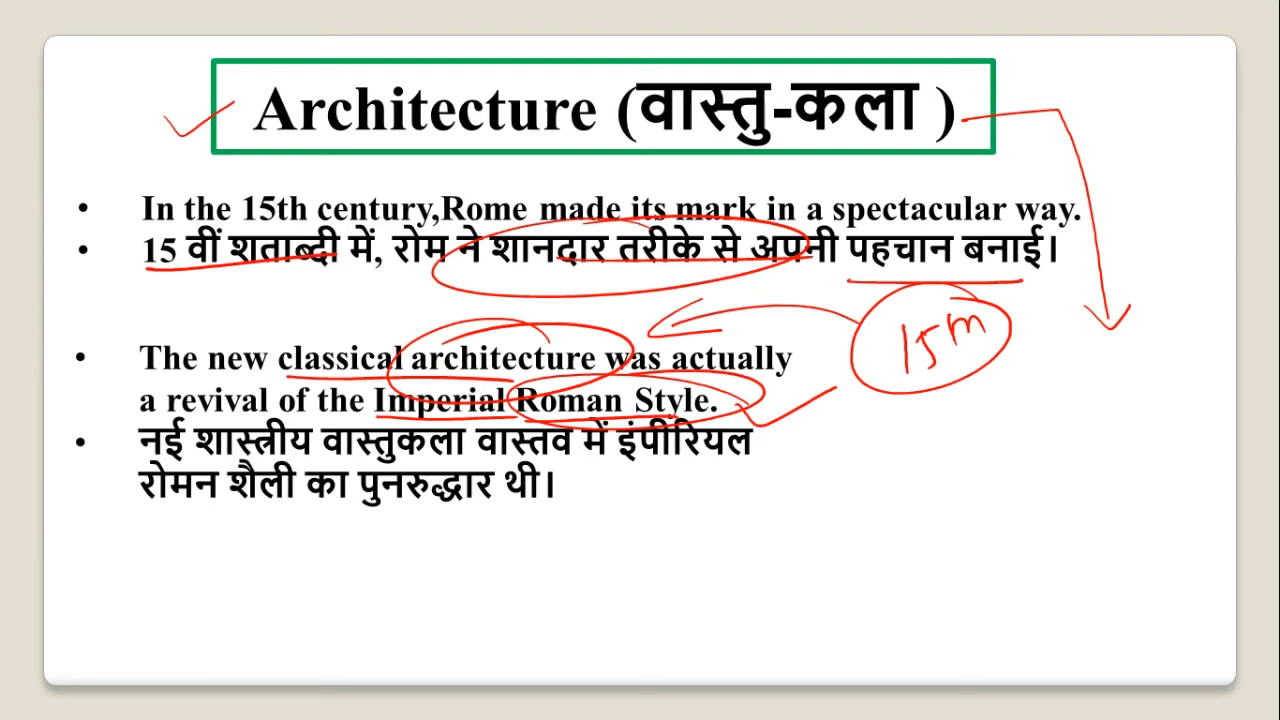 Architecture (वास्तु-कला )
• In the 15th century,Rome made its mark in a spectacular way.
• 15 वीं शताब्दी में, रोम ने शानदार तरीके से अपनी पहचान बनाई।
• The new classical architecture was actually
a revival of the Imperial Roman Style.
15m
• नई शास्त्रीय वास्तुकला वास्तव में इंपीरियल
रोमन शैली का पुनरुद्धार थी।